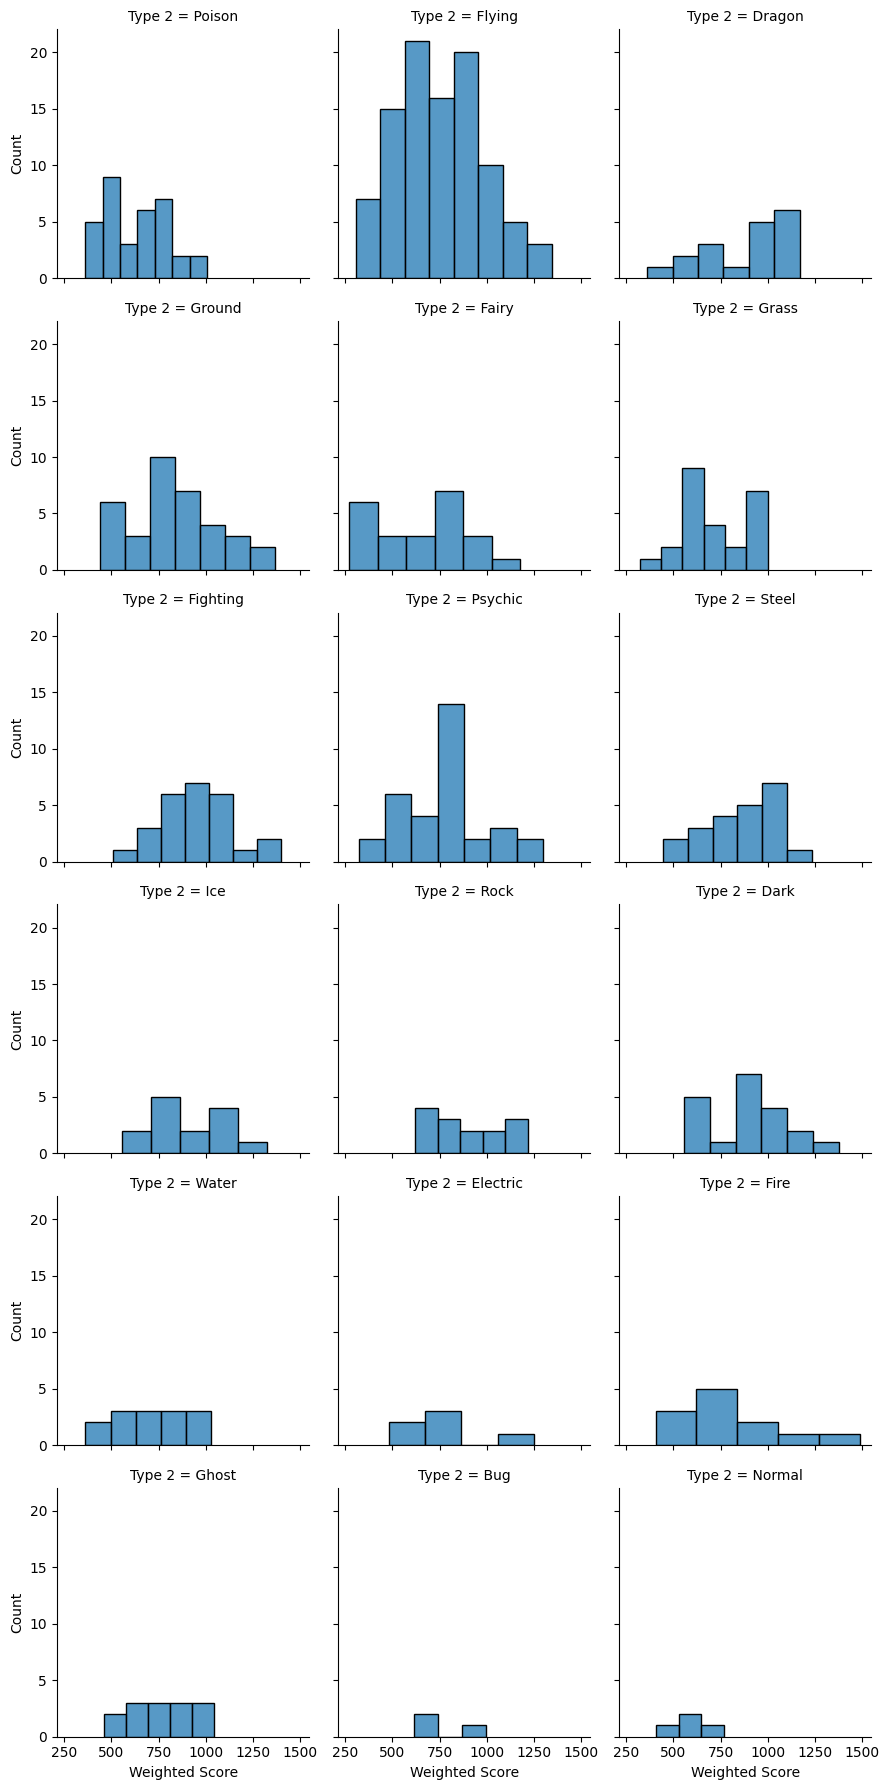 Type 2 = Poison
Type 2 = Flying
Type 2 = Dragon
20
15
10
5
0
Count
Type 2 = Ground
Type 2 = Fairy
Type 2 = Grass
20
15
10
5
0
Count
Type 2 = Fighting
Type 2 = Psychic
Type 2 = Steel
20
15
10
5
0
Count
Type 2 = Ice
Type 2 = Rock
Type 2 = Dark
20
15
10
5
0
Count
Type 2 = Water
Type 2 = Electric
Type 2 = Fire
20
15
10
5
0
Count
Type 2 = Ghost
Type 2 = Bug
Type 2 = Normal
20
15
10
5
0
Count
250 500 750 1000 1250 1500
250 500 750 1000 1250 1500
250 500 750 1000 1250 1500
Weighted Score
Weighted Score
Weighted Score